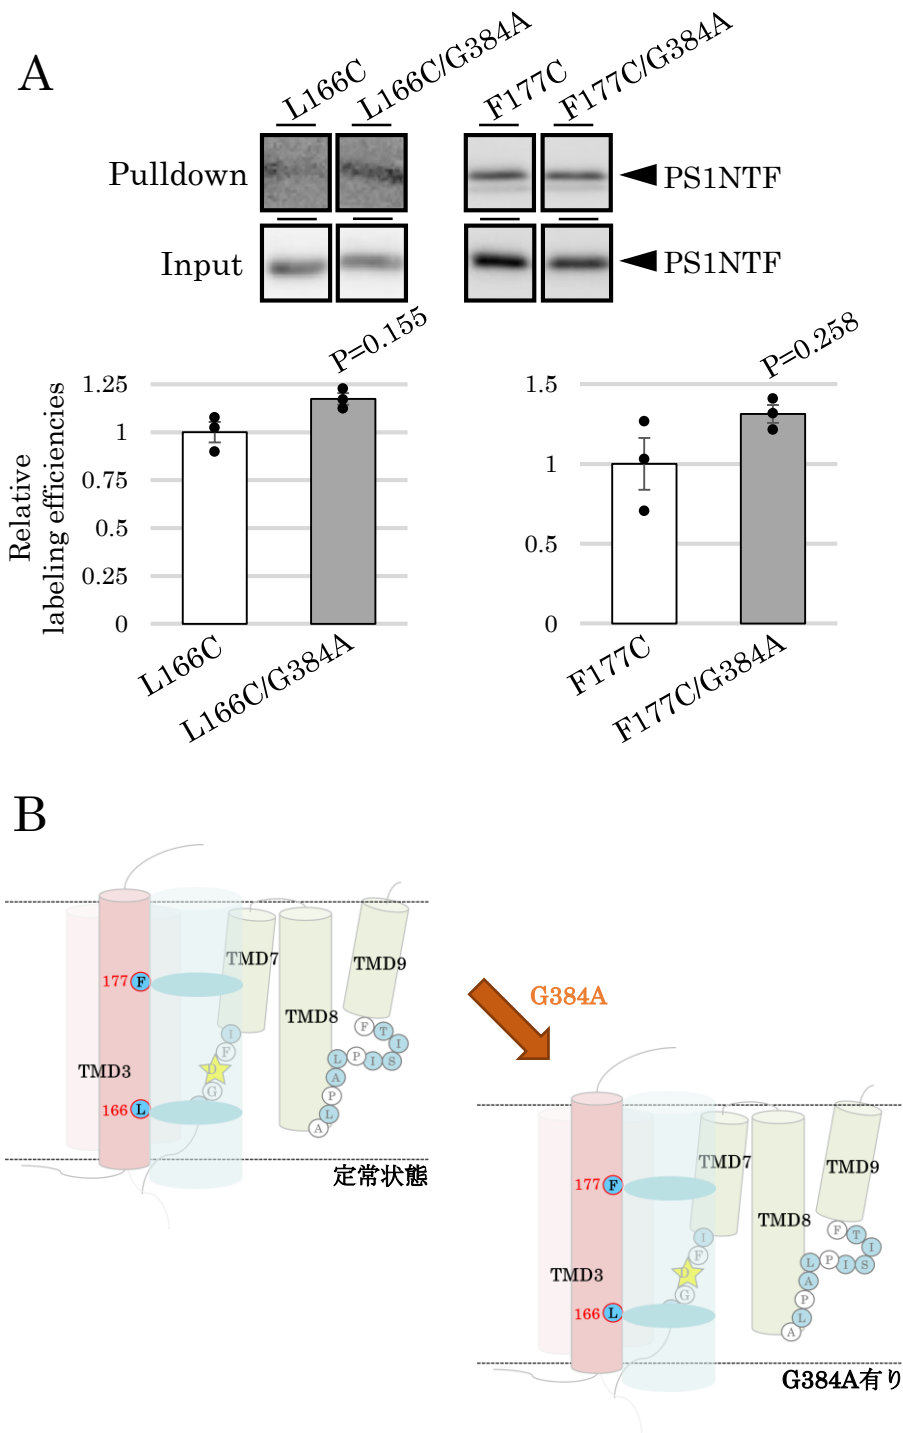 A
L166C
L166C/G384A
F177C
F177C/G384A
Pulldown
PS1NTF
Input
PS1NTF
P=0.155
P=0.258
Relative
labeling efficiencies
1.25
1
0.75
0.5
0.25
0
L166C
L166C/G384A
1.5
1
0.5
0
F177C
F177C/G384A
B
TMD7
TMD9
177 F
TMD8
F T I S I P L A P L A
I F D G
TMD3
166 L
定常状態
G384A
TMD7
TMD9
177 F
TMD8
F T I S I P L A P L A
I F D G
TMD3
166 L
G384A有り